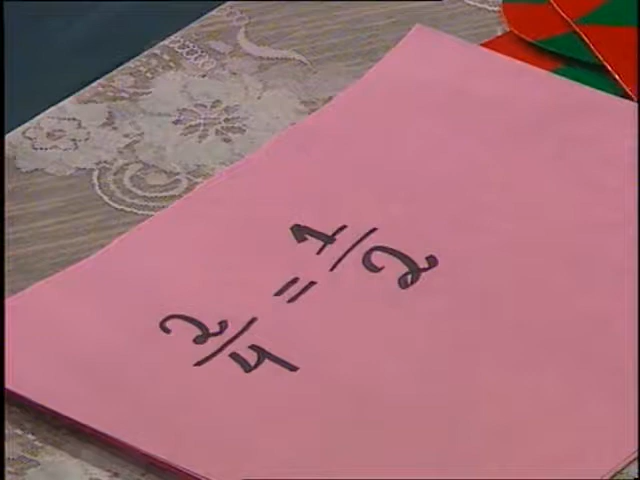 2/4 = 1/2